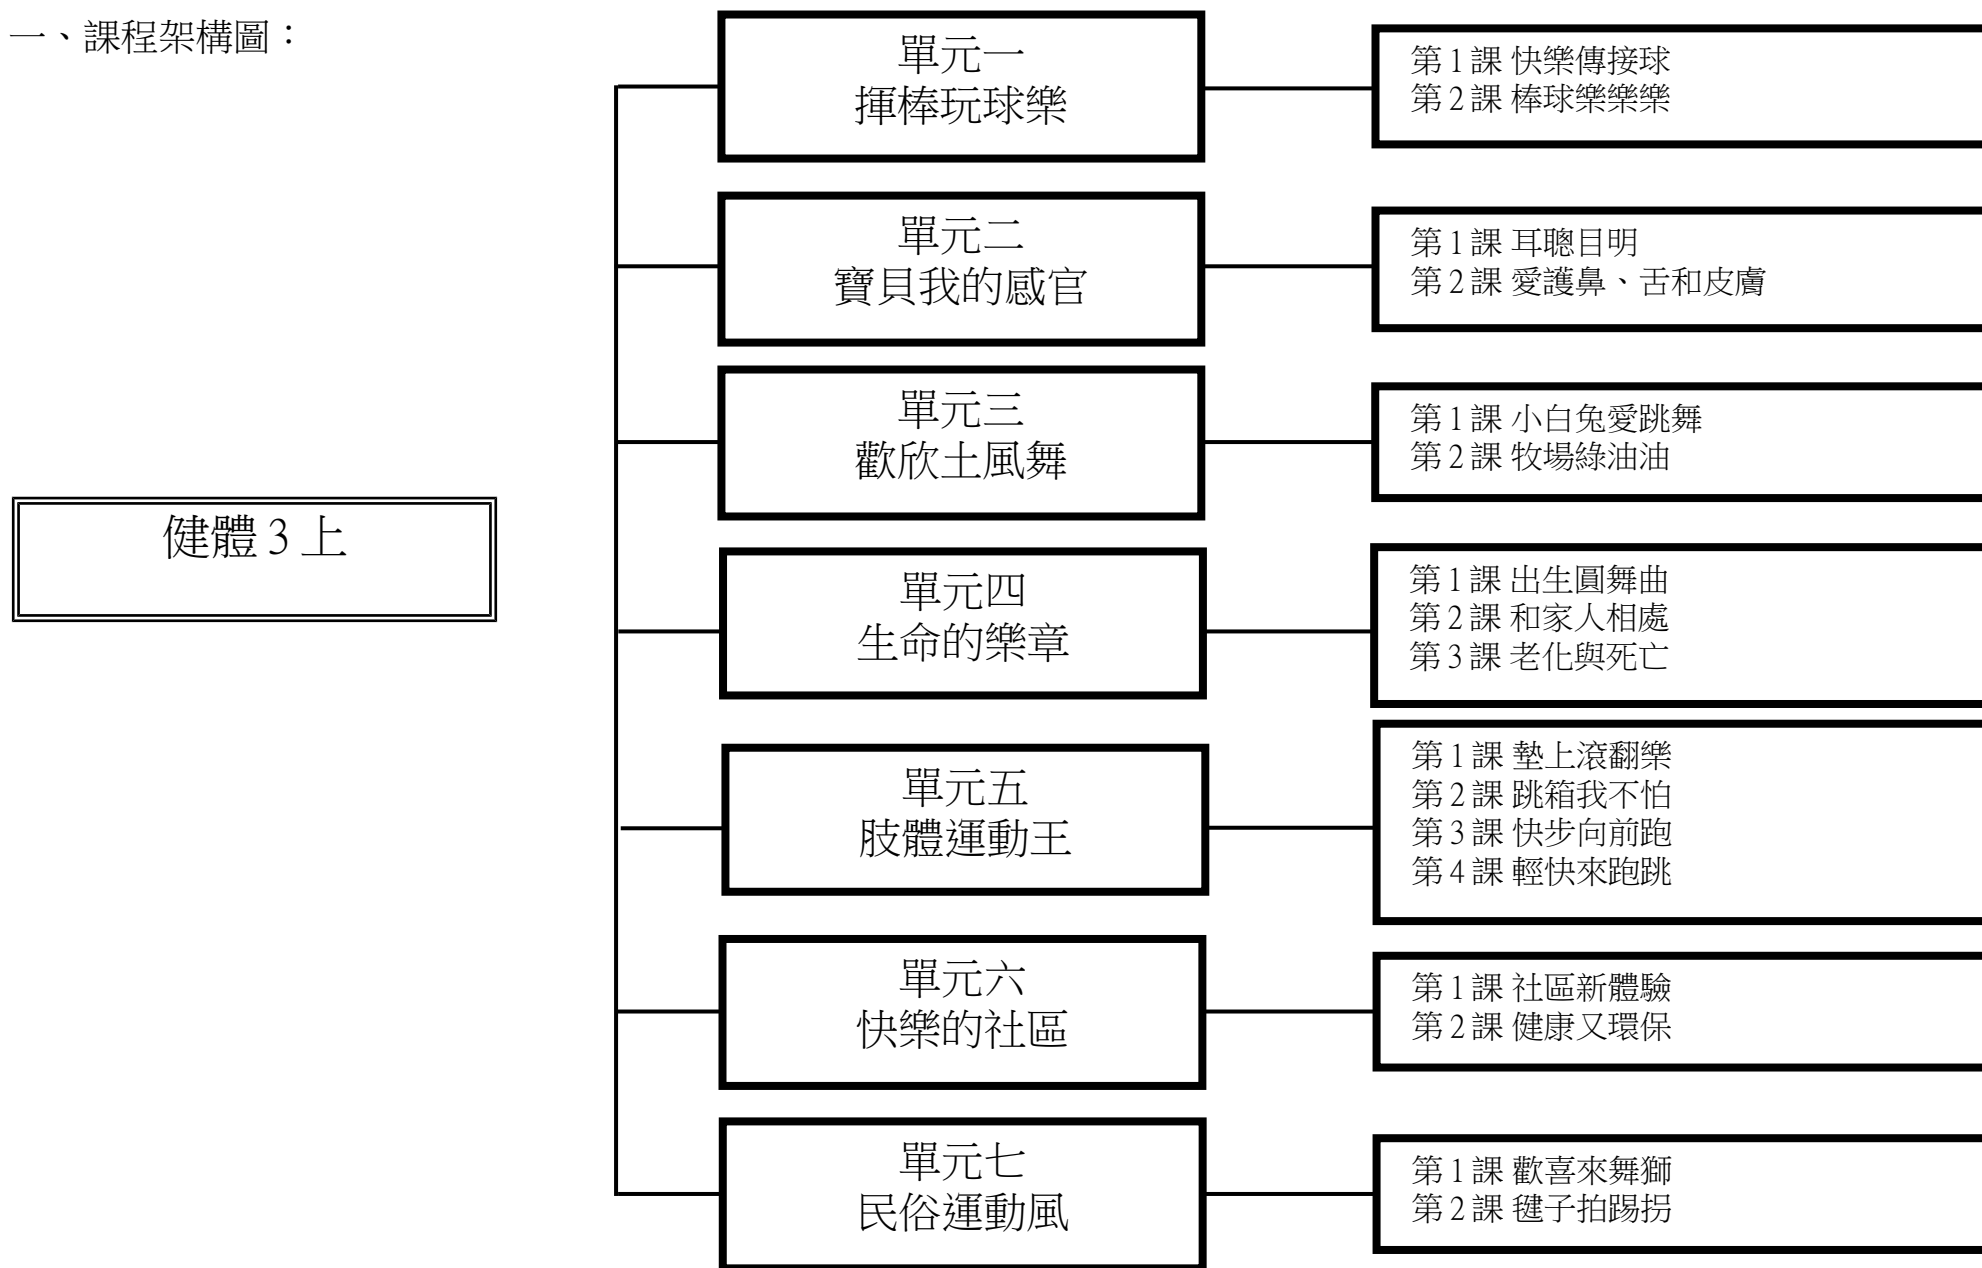 一、課程架構圖：
健體 3 上
單元一
揮棒玩球樂
第 1 課 快樂傳接球
第 2 課 棒球樂樂樂
單元二
寶貝我的感官
第 1 課 耳聰目明
第 2 課 愛護鼻、舌和皮膚
單元三
歡欣土風舞
第 1 課 小白兔愛跳舞
第 2 課 牧場綠油油
單元四
生命的樂章
第 1 課 出生圓舞曲
第 2 課 和家人相處
第 3 課 老化與死亡
單元五
肢體運動王
第 1 課 墊上滾翻樂
第 2 課 跳箱我不怕
第 3 課 快步向前跑
第 4 課 輕快來跑跳
單元六
快樂的社區
第 1 課 社區新體驗
第 2 課 健康又環保
單元七
民俗運動風
第 1 課 歡喜來舞獅
第 2 課 毽子拍踢拐